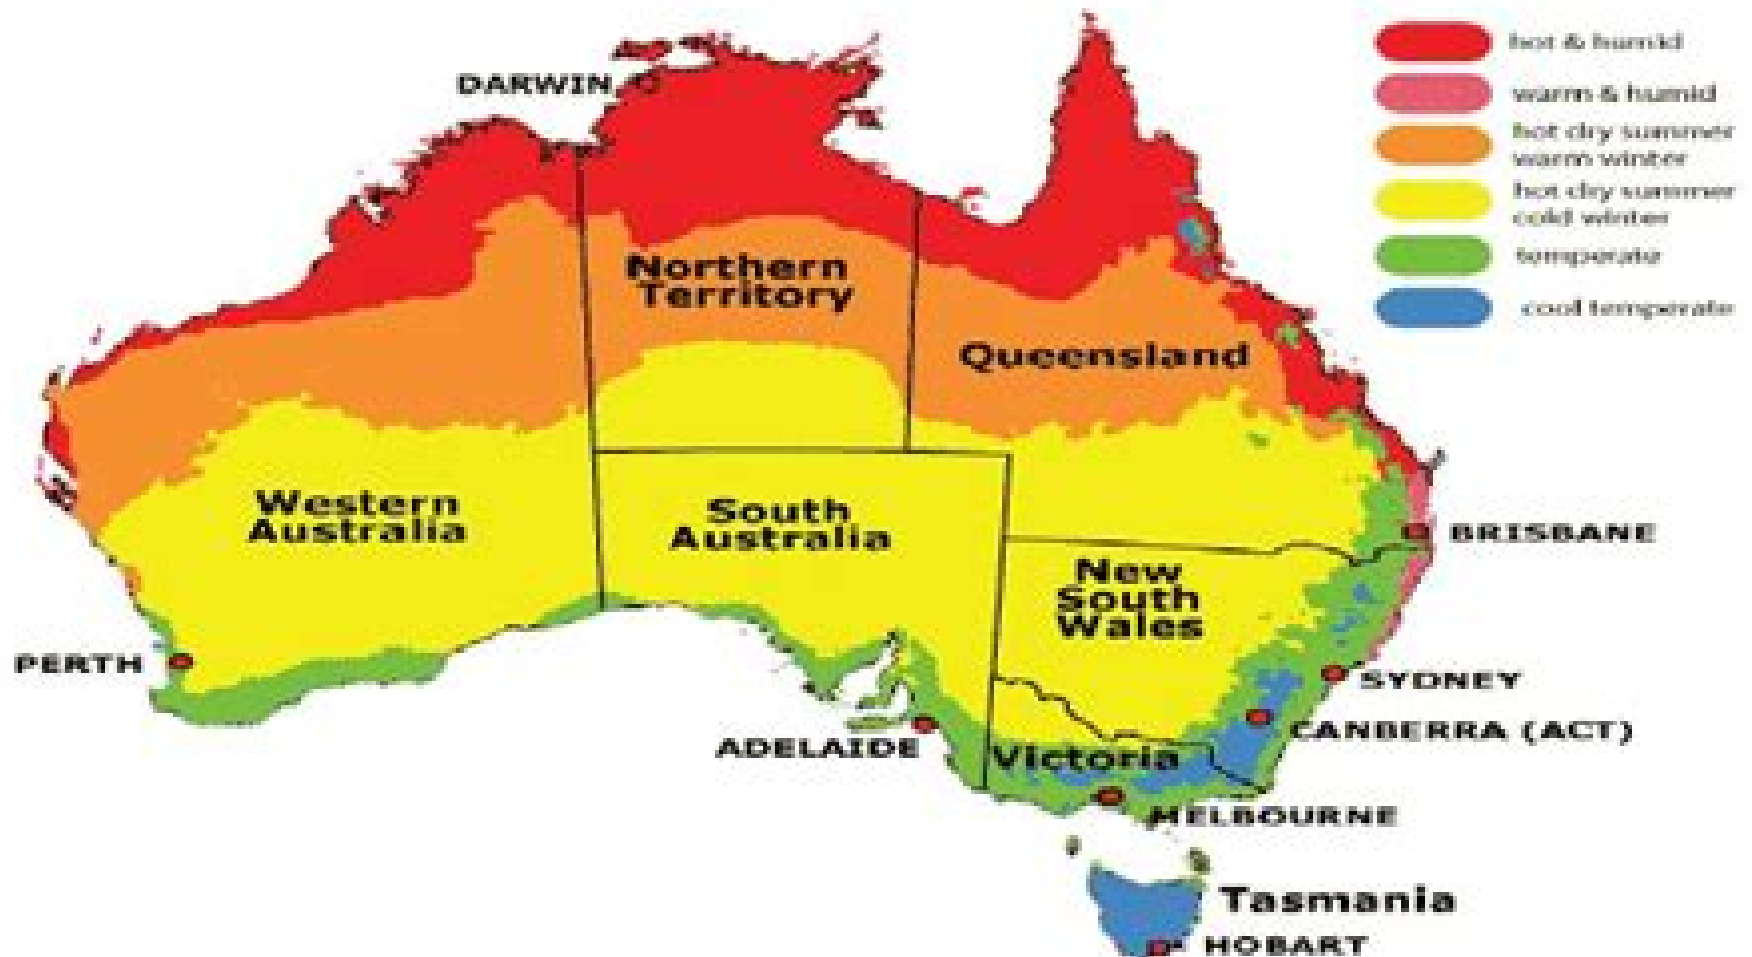 hot & humid
warm & humid
hot dry summer
warm winter
hot dry summer
cold winter
temperate
cool temperate
DARWIN
Northern
Territory
Queensland
Western
Australia
South
Australia
BRISBANE
New
South
Wales
PERTH
SYDNEY
CANBERRA (ACT)
ADELAIDE
Victoria
MELBOURNE
Tasmania
HOBART